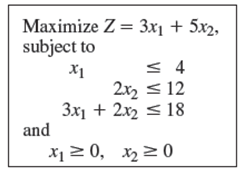 Maximize Z = 3x₁ + 5x₂,
subject to
x₁ ≤ 4
2x₂ ≤ 12
3x₁ + 2x₂ ≤ 18
and
x₁ ≥ 0, x₂ ≥ 0